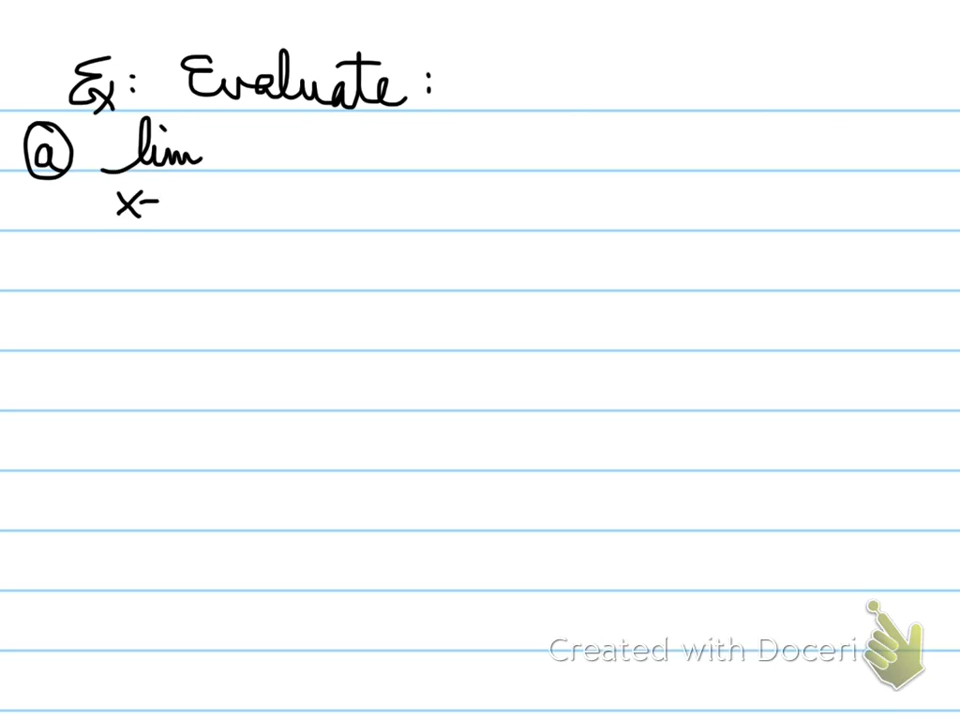 Ex: Evaluate:
ⓐ lim
x-
Created with Doceri